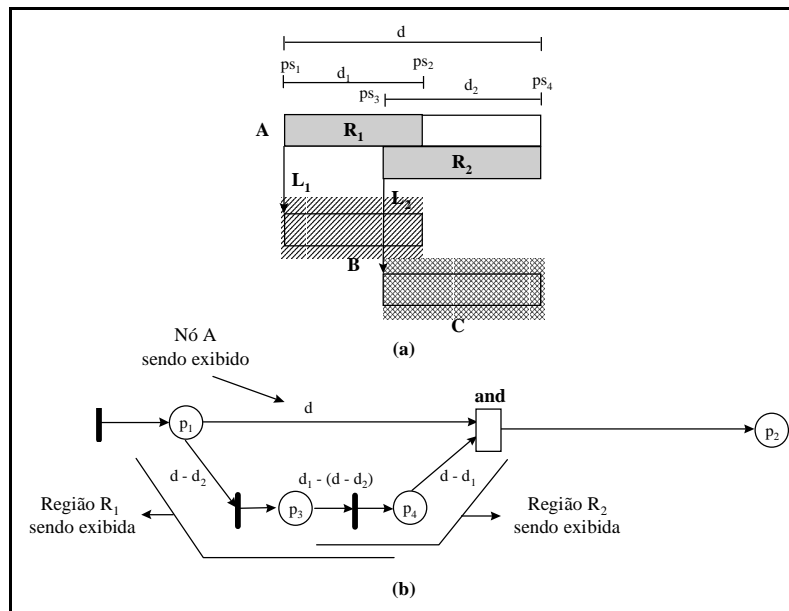 d
ps1 d1 ps2
ps3 d2 ps4
A R1
R2
L1
L2
B
C
(a)
Nó A
sendo exibido
and
d
p1
p2
d - d2
d1 - (d - d2)
d - d1
p3
p4
Região R1
sendo exibida
Região R2
sendo exibida
(b)